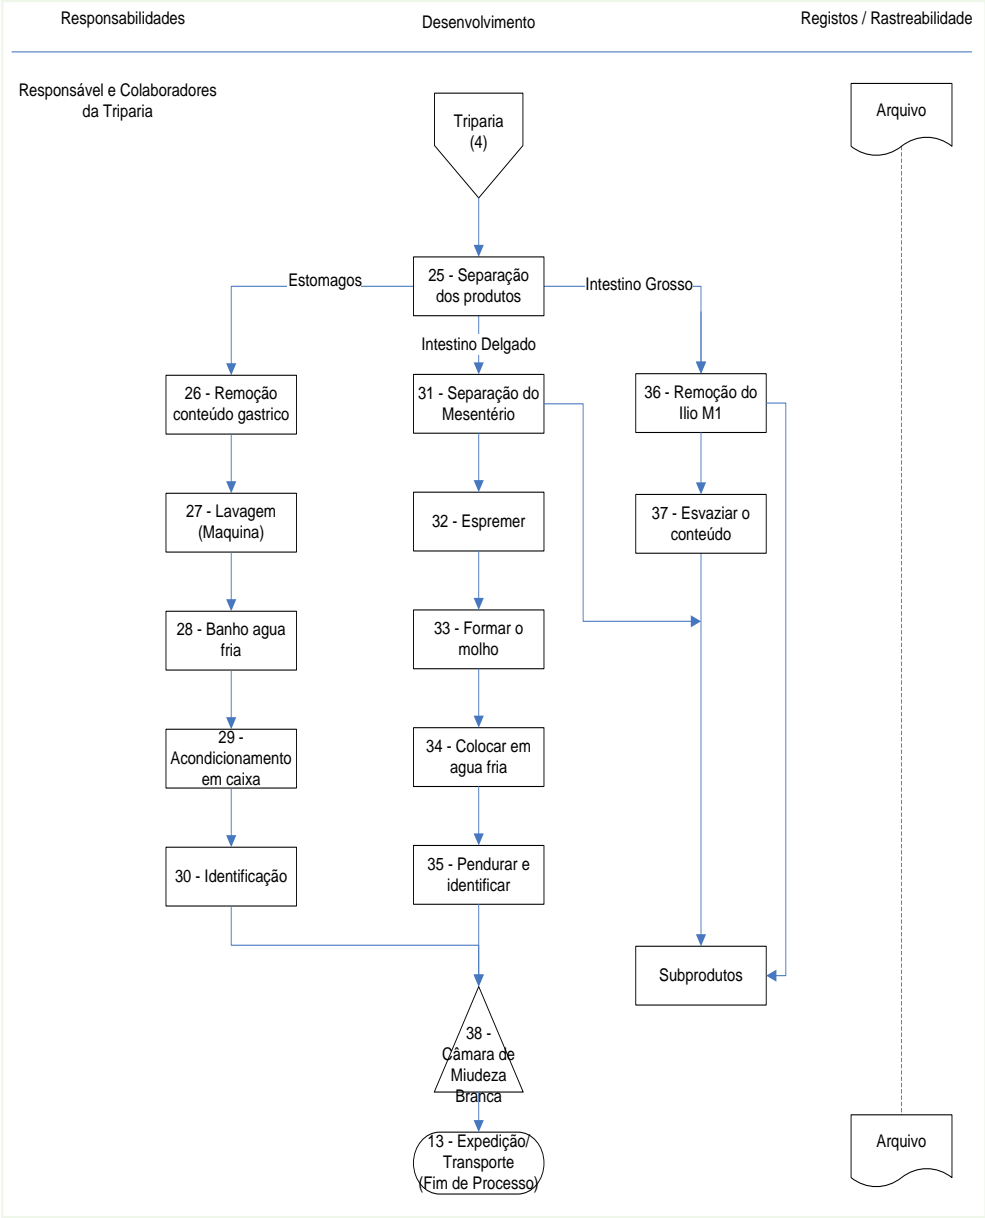 Responsabilidades
Desenvolvimento
Registos / Rastreabilidade
Responsável e Colaboradores
da Triparia
Triparia
(4)
Arquivo
25 - Separação
dos produtos
Estomagos
Intestino Grosso
Intestino Delgado
26 - Remoção
conteúdo gastrico
31 - Separação do
Mesentério
36 - Remoção do
Ilio M1
27 - Lavagem
(Maquina)
32 - Espremer
37 - Esvaziar o
conteúdo
28 - Banho agua
fria
33 - Formar o
molho
29 -
Acondicionamento
em caixa
34 - Colocar em
agua fria
30 - Identificação
35 - Pendurar e
identificar
Subprodutos
38 -
Câmara de
Miudeza
Branca
13 - Expedição/
Transporte
(Fim de Processo)
Arquivo